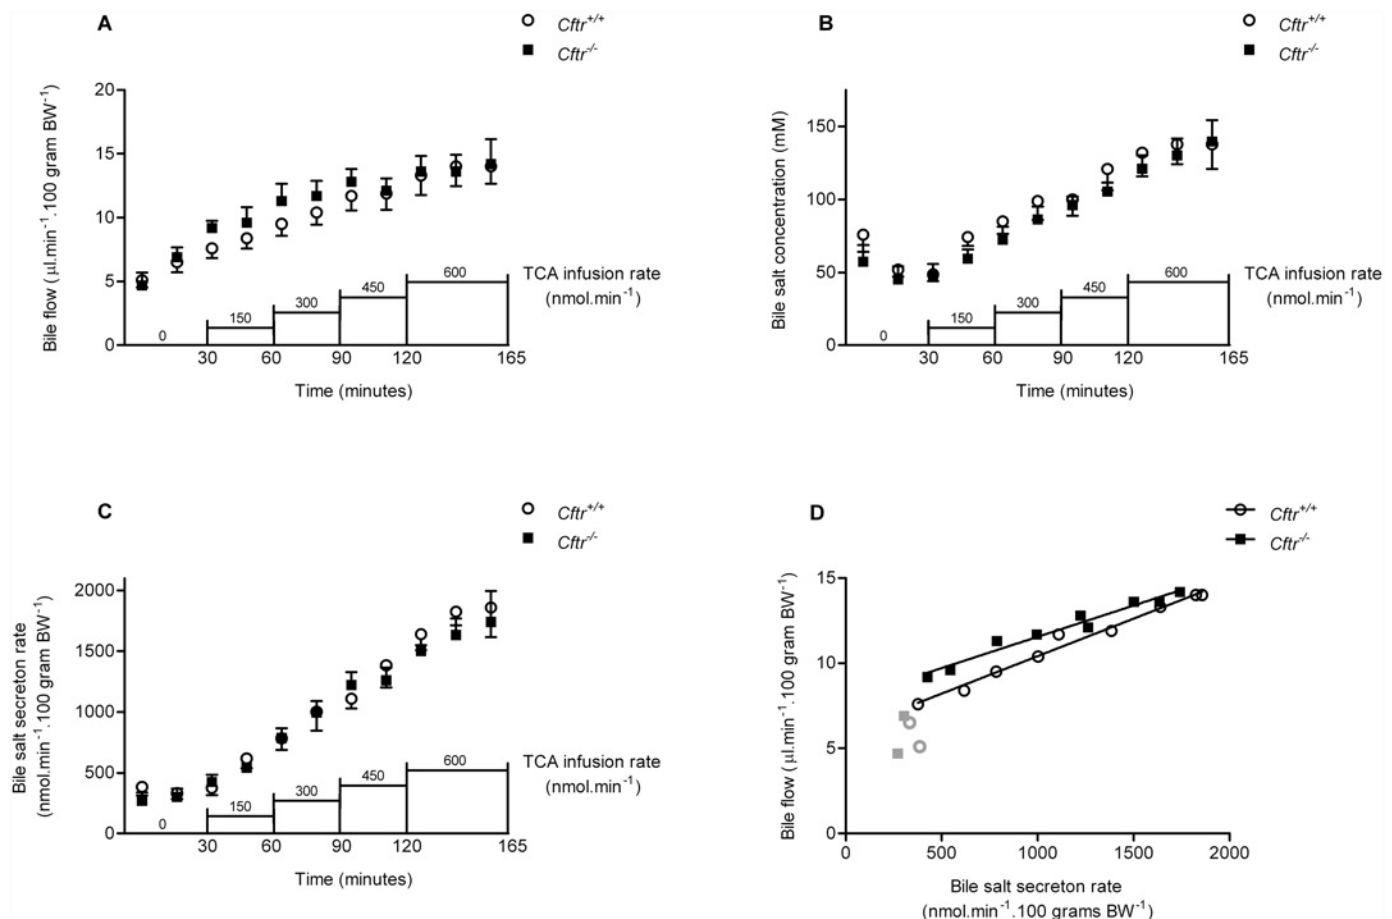 A
Cftr+/+
Cftr-/-
Bile flow (µl.min-1.100 gram BW-1)
20
15
10
5
0
0
150
300
450
600
TCA infusion rate
(nmol.min-1)
30
60
90
120
165
Time (minutes)
B
Cftr+/+
Cftr-/-
Bile salt concentration (mM)
150
100
50
0
0
150
300
450
600
TCA infusion rate
(nmol.min-1)
30
60
90
120
165
Time (minutes)
C
Cftr+/+
Cftr-/-
Bile salt secreton rate
(nmol.min-1.100 gram BW-1)
2000
1500
1000
500
0
0
150
300
450
600
TCA infusion rate
(nmol.min-1)
30
60
90
120
165
Time (minutes)
D
Cftr+/+
Cftr-/-
Bile flow (µl.min-1.100 gram BW-1)
15
10
5
0
0
500
1000
1500
2000
Bile salt secreton rate
(nmol.min-1.100 grams BW-1)